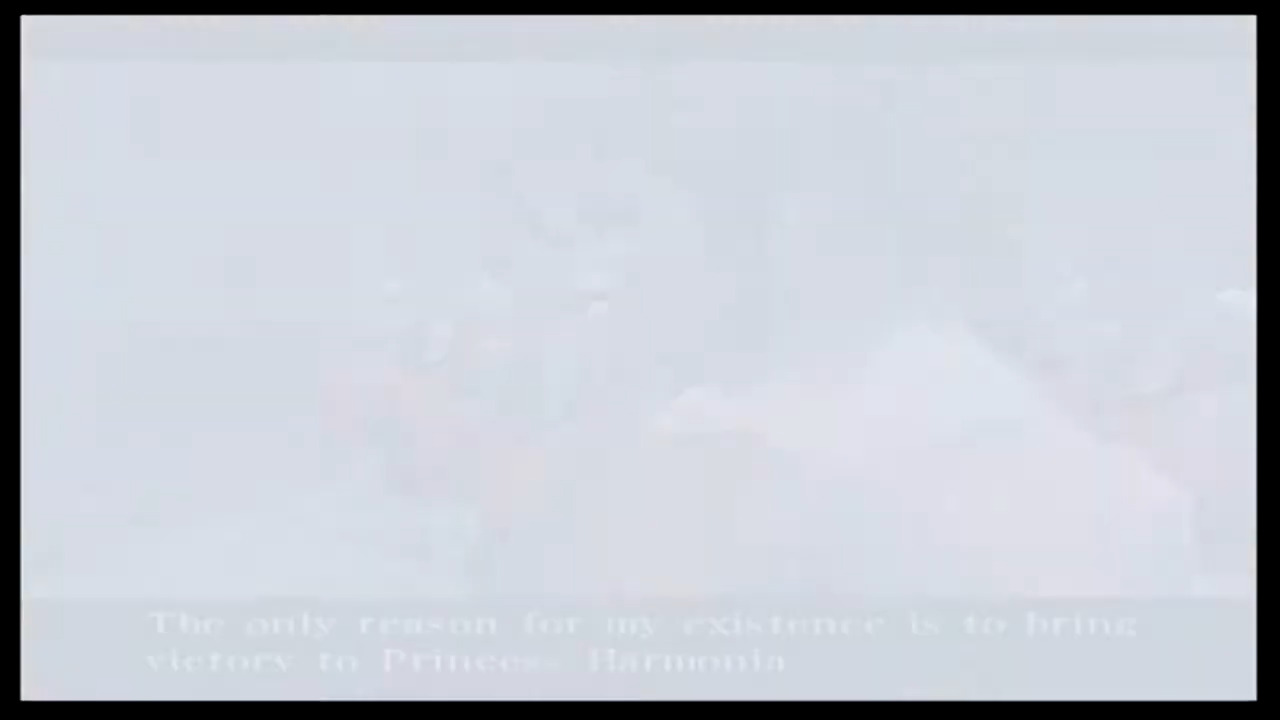 The only reason for my existence is to bring
victory to Princess Harmonia